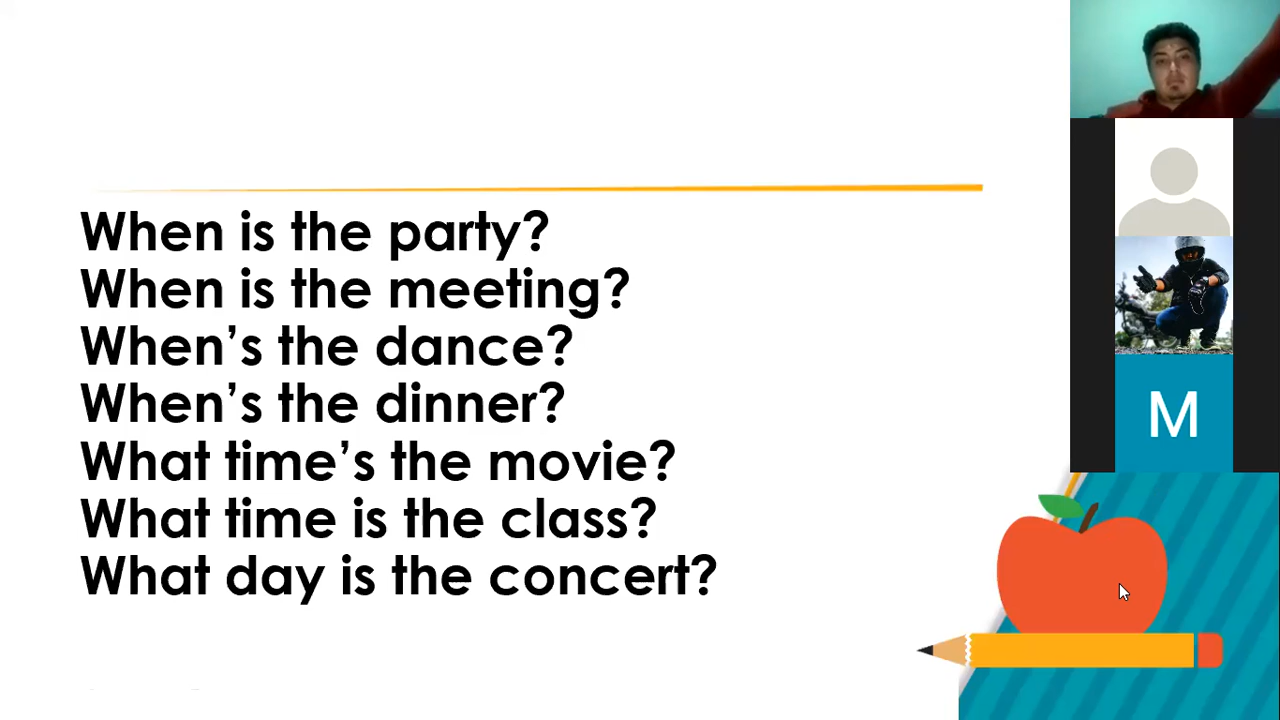 When is the party?
When is the meeting?
When’s the dance?
When’s the dinner?
What time’s the movie?
What time is the class?
What day is the concert?
M